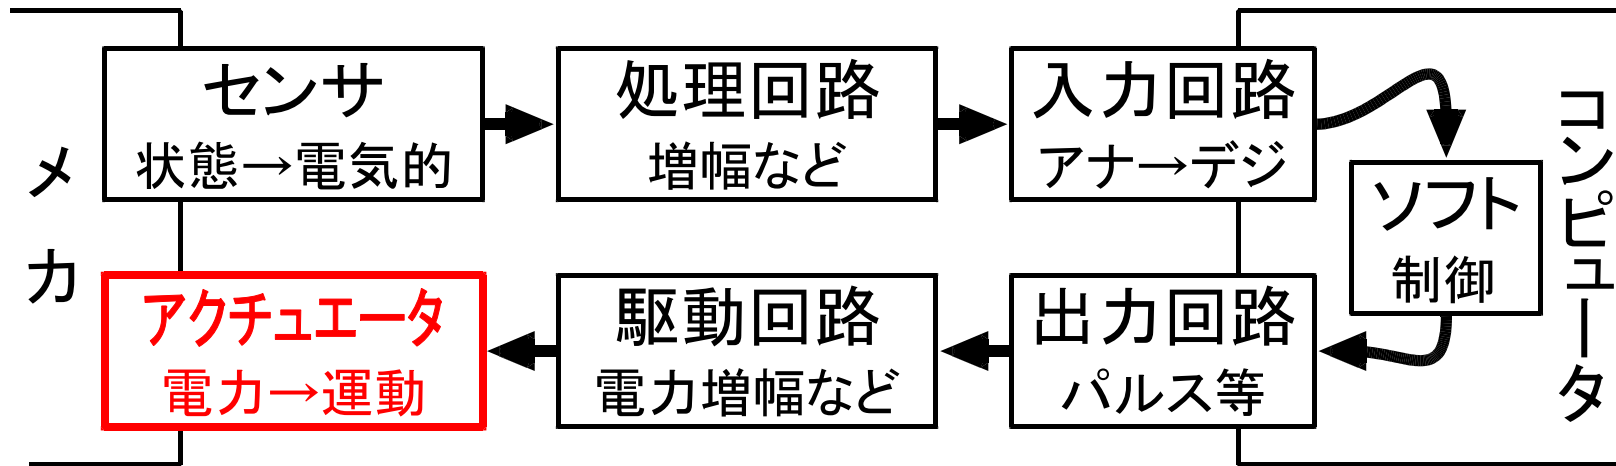 メカ
センサ
状態→電気的
処理回路
増幅など
入力回路
アナ→デジ
ソフト
制御
コンピュータ
出力回路
パルス等
駆動回路
電力増幅など
アクチュエータ
電力→運動